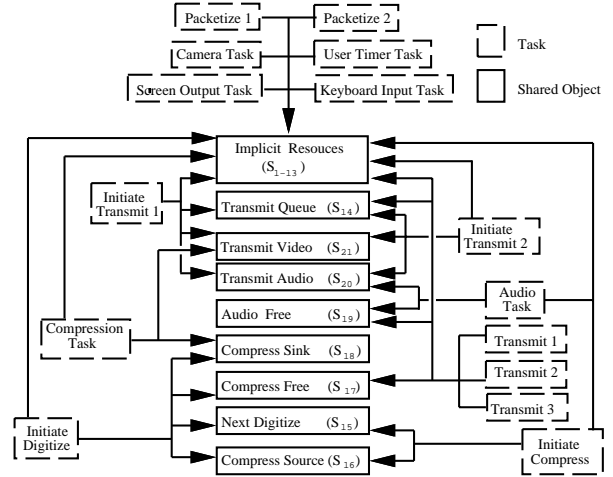 Packetize 1
Packetize 2
Camera Task
User Timer Task
Screen Output Task
Keyboard Input Task
Task
Shared Object
Implicit Resouces
(S1-13)
Initiate
Transmit 1
Transmit Queue (S14)
Transmit Video (S21)
Initiate
Transmit 2
Transmit Audio (S20)
Audio Free (S19)
Audio
Task
Compression
Task
Compress Sink (S18)
Transmit 1
Compress Free (S17)
Transmit 2
Transmit 3
Initiate
Digitize
Next Digitize (S15)
Compress Source (S16)
Initiate
Compress